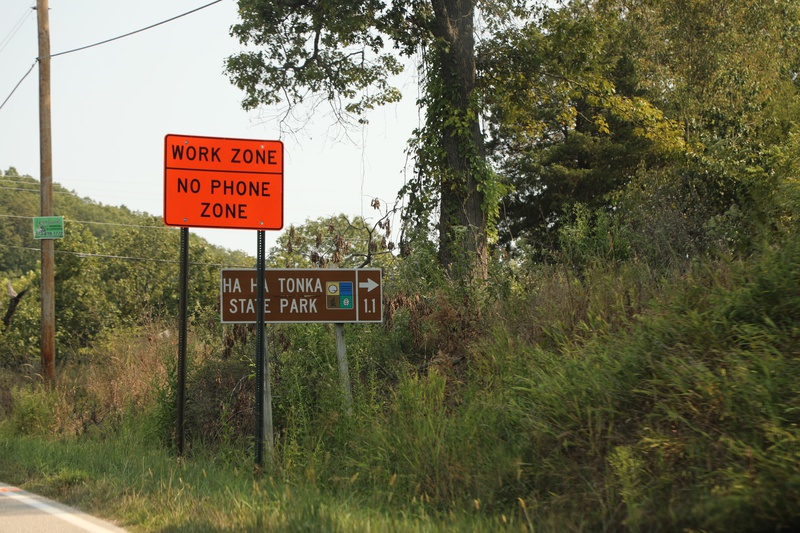 WORK ZONE
NO PHONE
ZONE
HA HA TONKA
STATE PARK
1.1